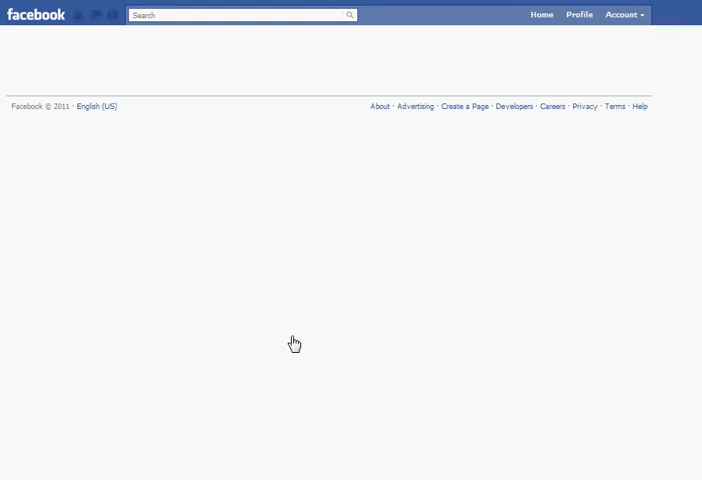 facebook Search Home Profile Account
Facebook © 2011 · English (US) About · Advertising · Create a Page · Developers · Careers · Privacy · Terms · Help